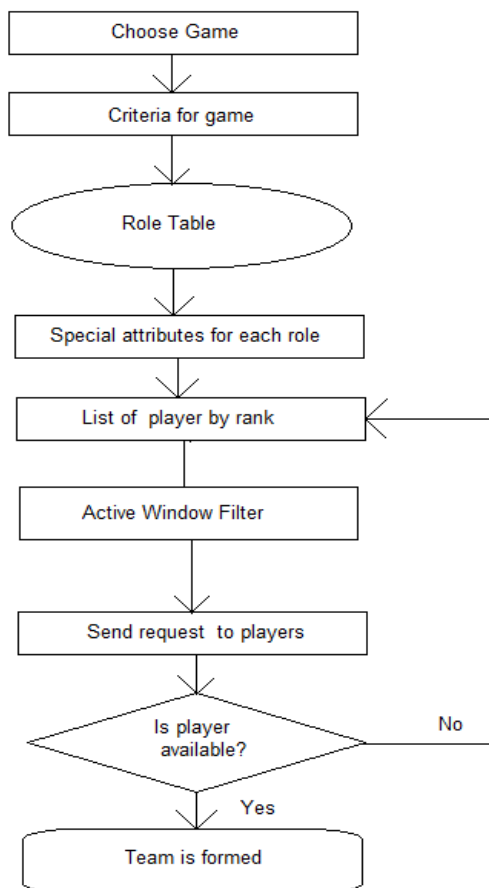 Choose Game
Criteria for game
Role Table
Special attributes for each role
List of player by rank
Active Window Filter
Send request to players
Is player
available?
No
Yes
Team is formed